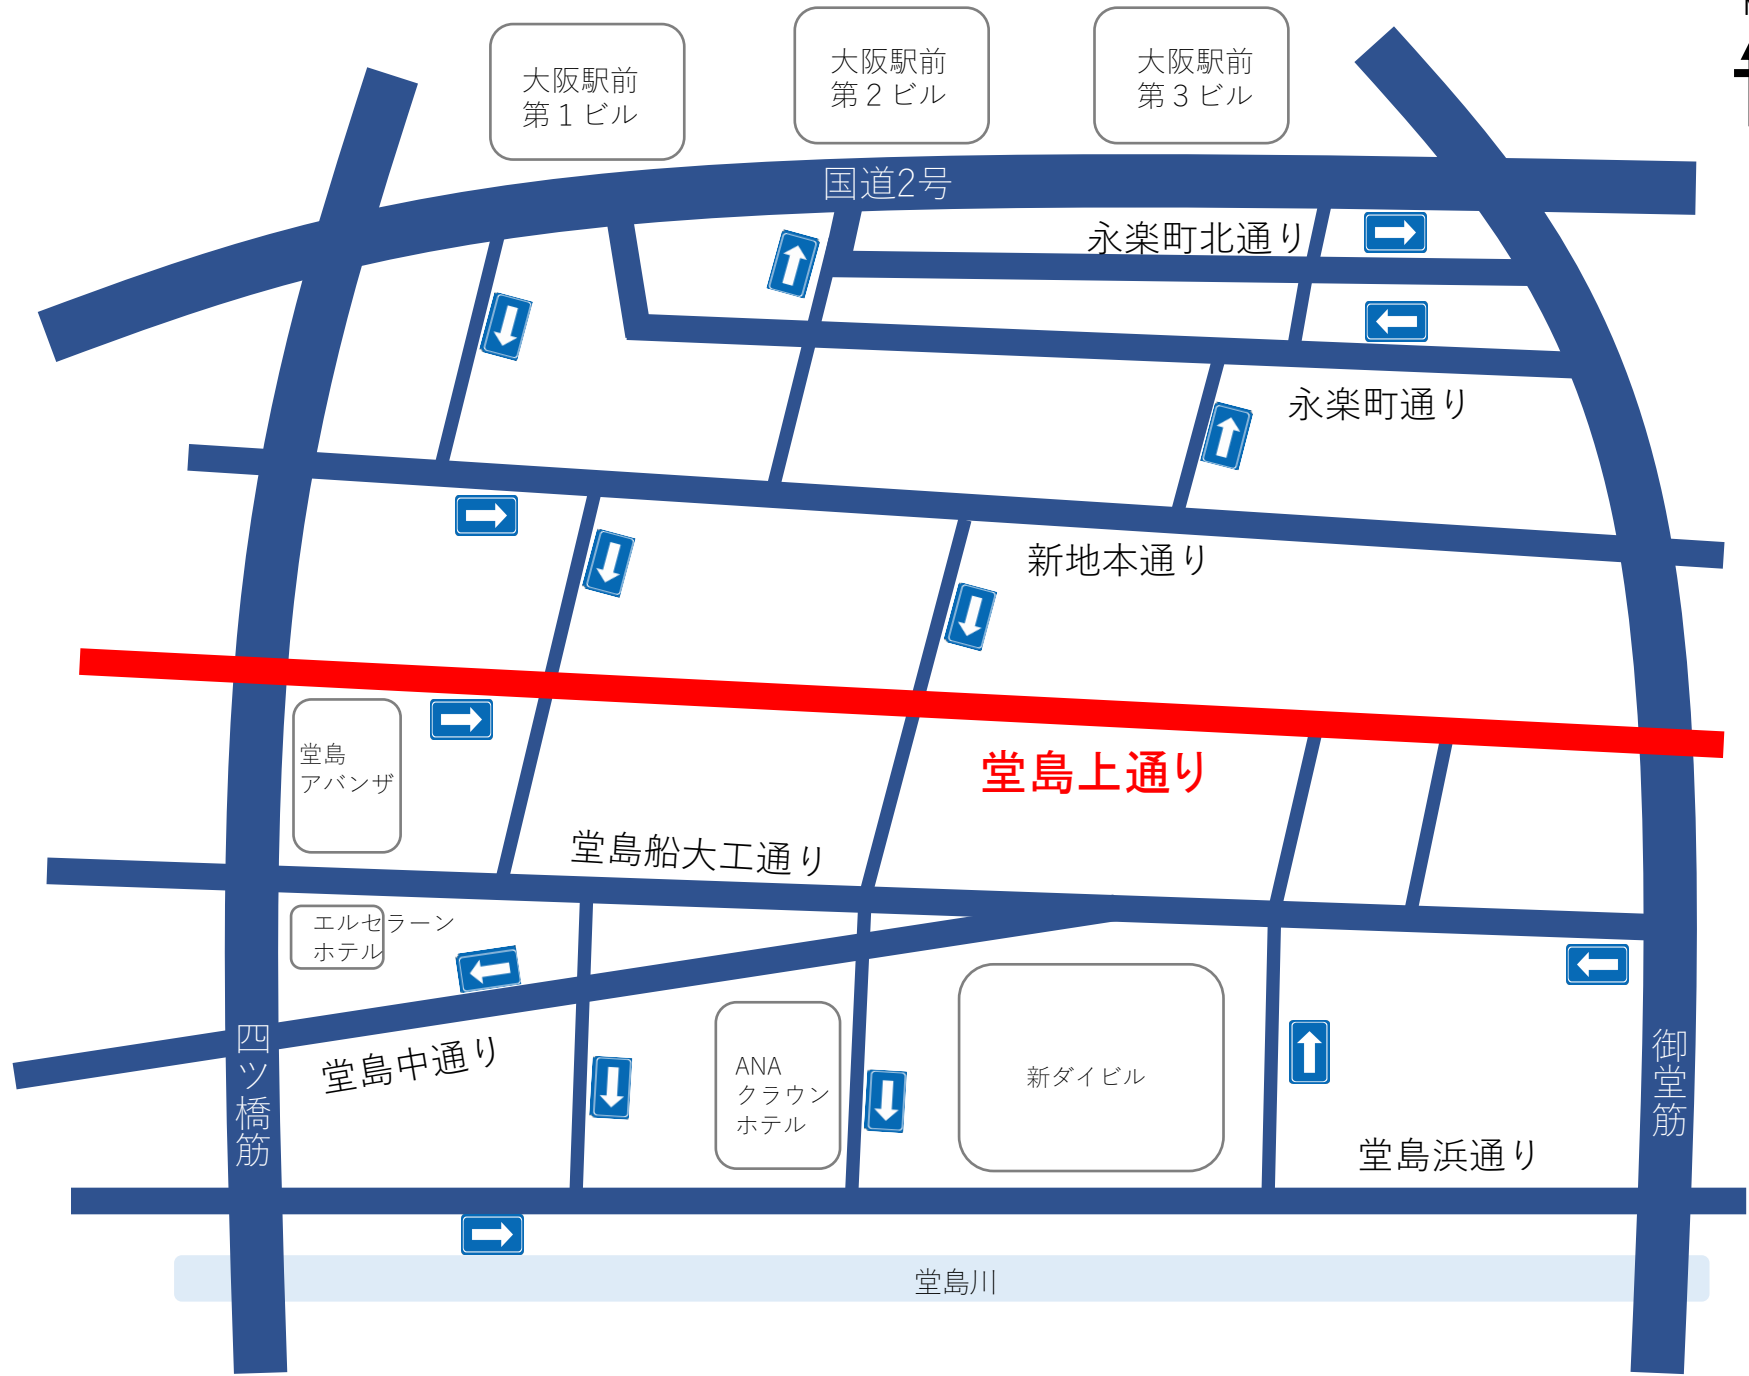 大阪駅前
第１ビル
大阪駅前
第２ビル
大阪駅前
第３ビル
国道2号
永楽町北通り
永楽町通り
新地本通り
堂島
アバンザ
堂島上通り
堂島船大工通り
エルセラーン
ホテル
堂島中通り
四ツ橋筋
ANA
クラウン
ホテル
新ダイビル
御堂筋
堂島浜通り
堂島川